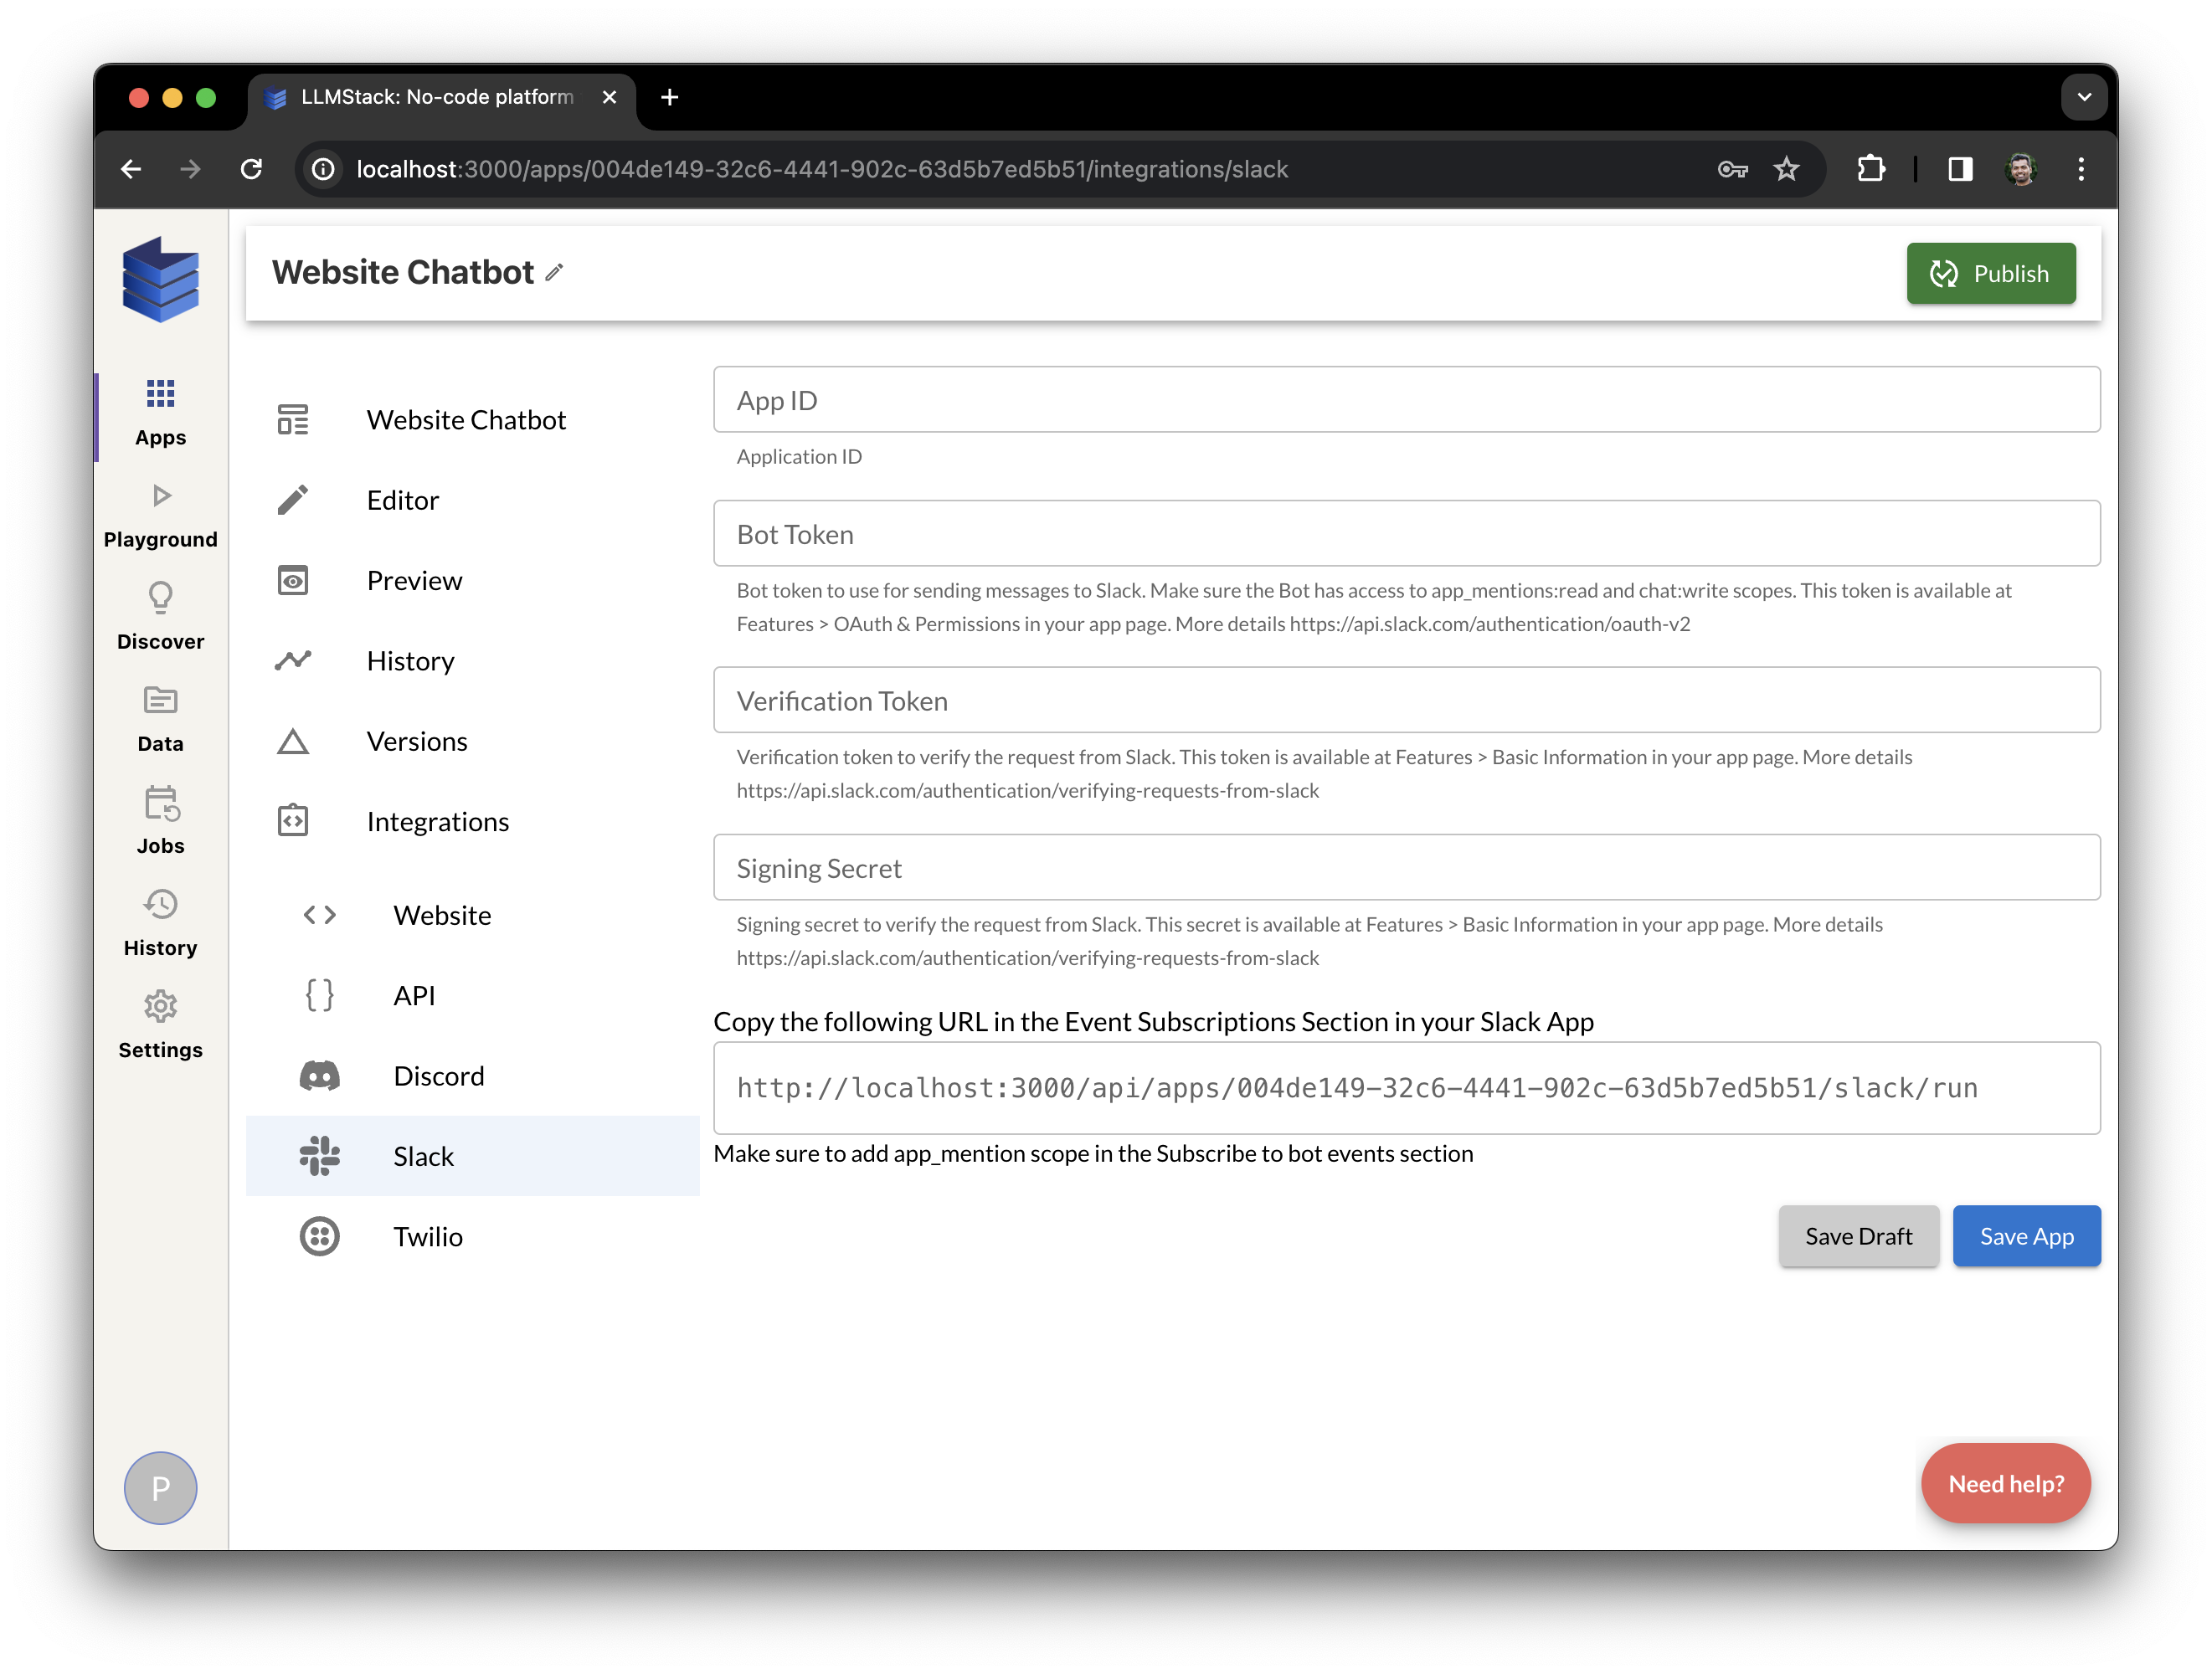 LLMStack: No-code platform
localhost:3000/apps/004de149-32c6-4441-902c-63d5b7ed5b51/integrations/slack
Website Chatbot
Publish
Apps
Playground
Discover
Data
Jobs
History
Settings
P
Website Chatbot
Editor
Preview
History
Versions
Integrations
Website
API
Discord
Slack
Twilio
App ID
Application ID
Bot Token
Bot token to use for sending messages to Slack. Make sure the Bot has access to app_mentions:read and chat:write scopes. This token is available at
Features > OAuth & Permissions in your app page. More details https://api.slack.com/authentication/oauth-v2
Verification Token
Verification token to verify the request from Slack. This token is available at Features > Basic Information in your app page. More details
https://api.slack.com/authentication/verifying-requests-from-slack
Signing Secret
Signing secret to verify the request from Slack. This secret is available at Features > Basic Information in your app page. More details
https://api.slack.com/authentication/verifying-requests-from-slack
Copy the following URL in the Event Subscriptions Section in your Slack App
http://localhost:3000/api/apps/004de149-32c6-4441-902c-63d5b7ed5b51/slack/run
Make sure to add app_mention scope in the Subscribe to bot events section
Save Draft
Save App
Need help?